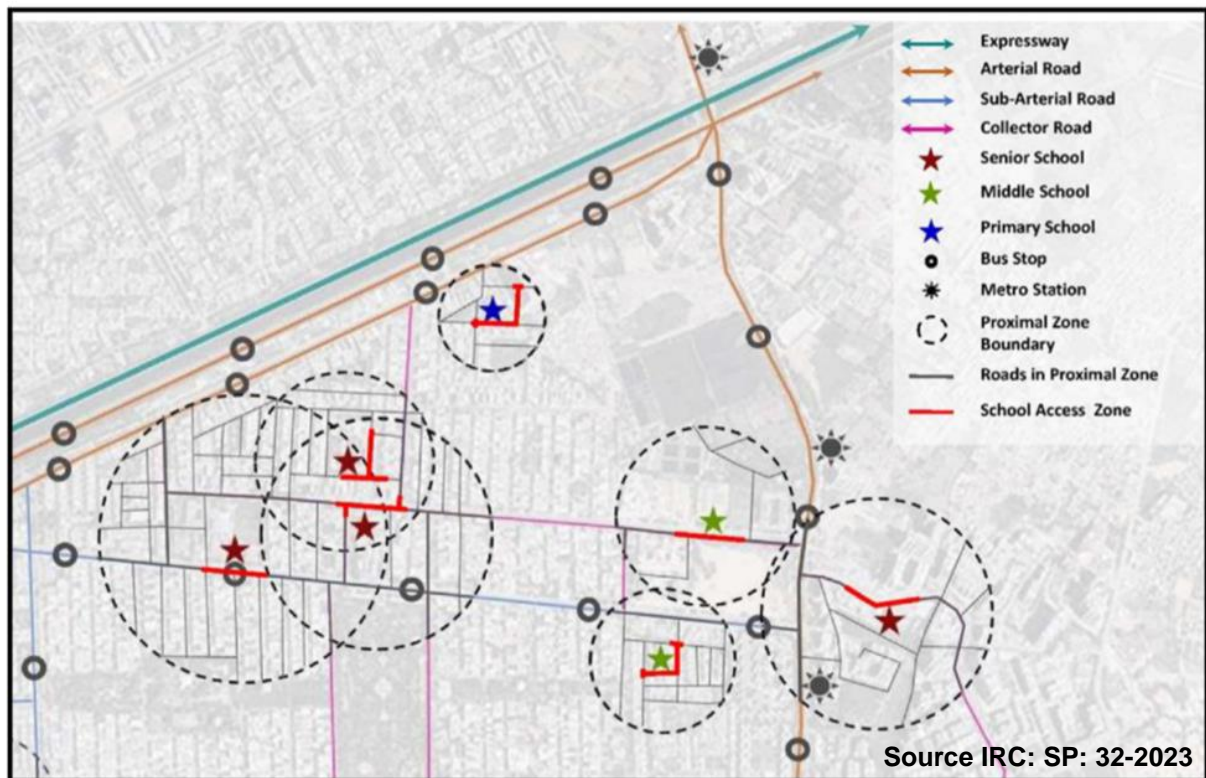 Expressway
Arterial Road
Sub-Arterial Road
Collector Road
Senior School
Middle School
Primary School
Bus Stop
Metro Station
Proximal Zone
Boundary
Roads in Proximal Zone
School Access Zone
Source IRC: SP: 32-2023